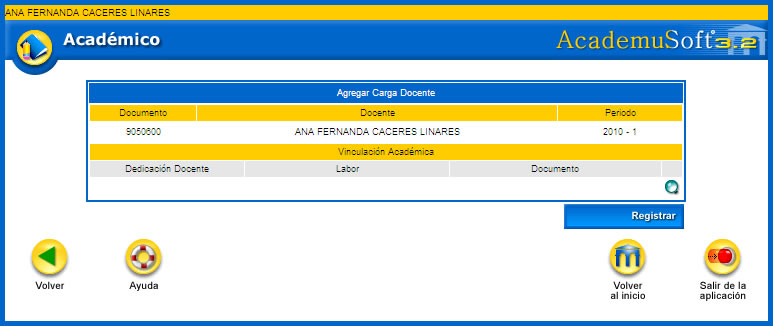 ANA FERNANDA CACERES LINARES
Académico
AcademuSoft 3.2
Agregar Carga Docente
Documento Docente Periodo
9050600 ANA FERNANDA CACERES LINARES 2010 - 1
Vinculación Académica
Dedicación Docente Labor Documento
Registrar
Volver
Ayuda
Volver
al inicio
Salir de la
aplicación